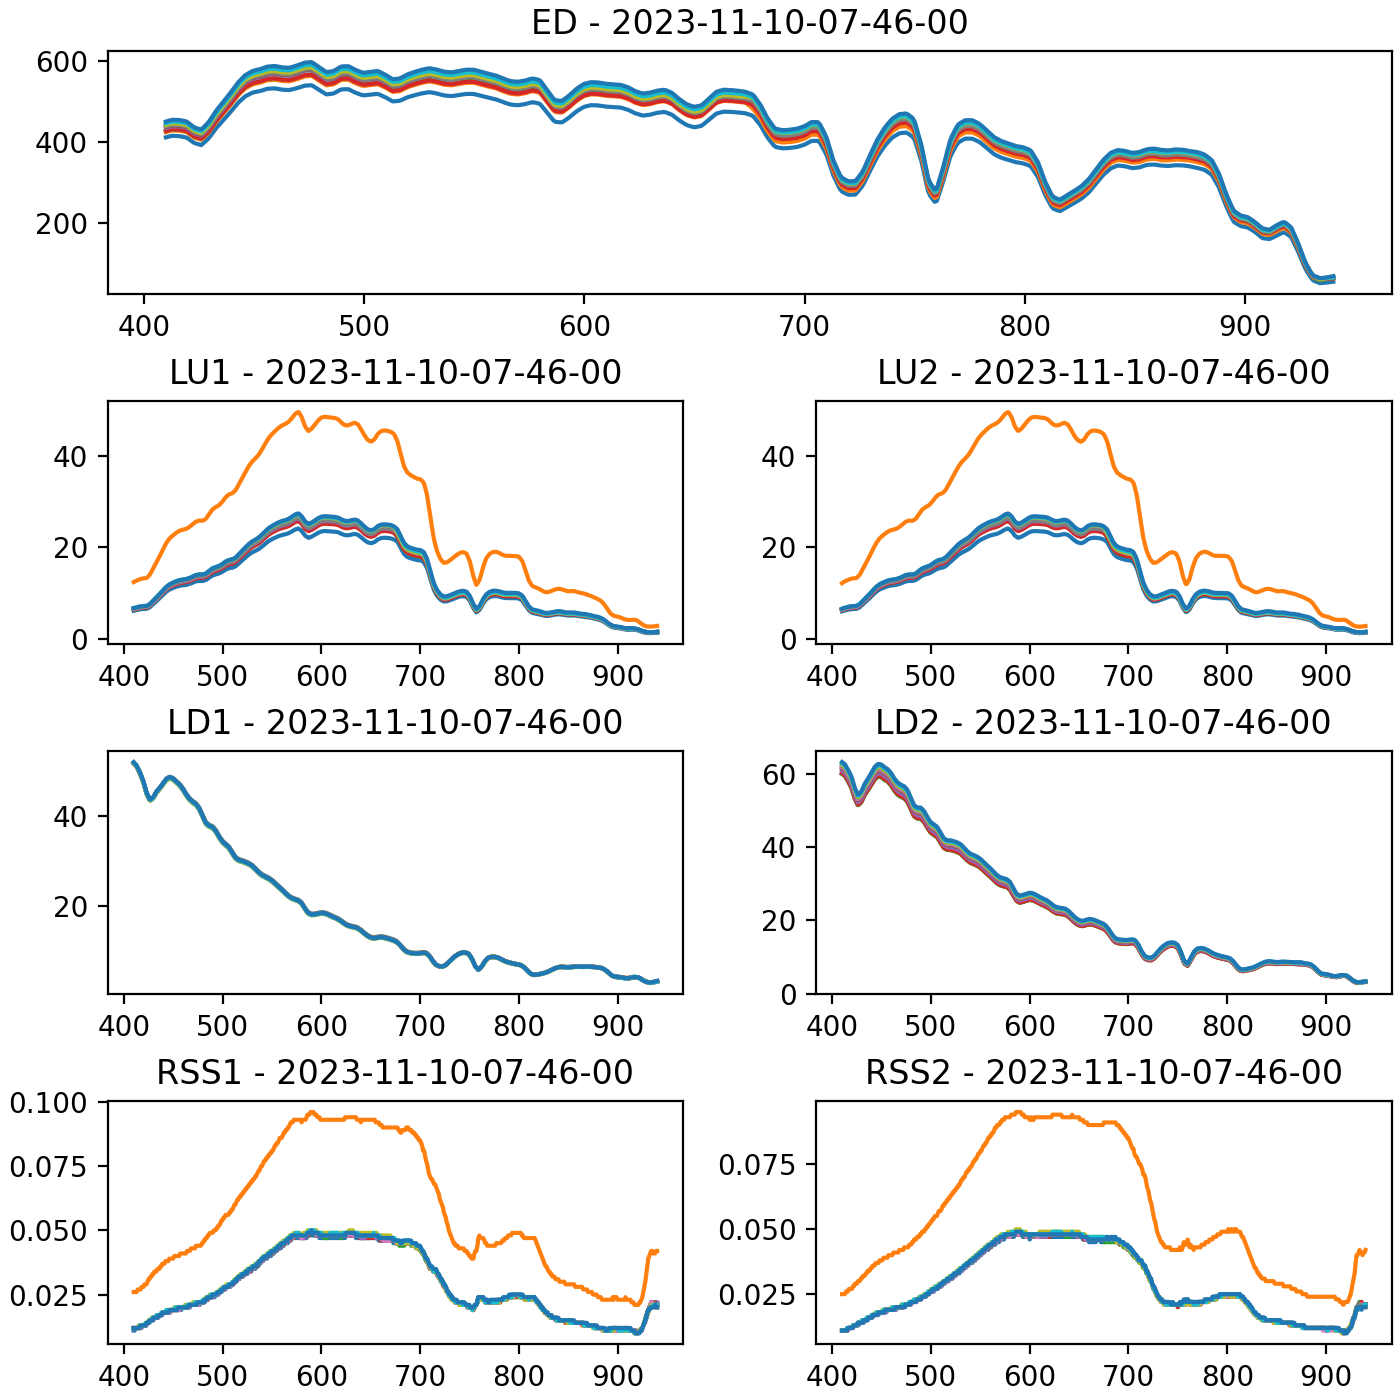 ED - 2023-11-10-07-46-00
600
400
200
400 500 600 700 800 900
LU1 - 2023-11-10-07-46-00
40
20
0
400 500 600 700 800 900
LU2 - 2023-11-10-07-46-00
40
20
0
400 500 600 700 800 900
LD1 - 2023-11-10-07-46-00
40
20
400 500 600 700 800 900
LD2 - 2023-11-10-07-46-00
60
40
20
0
400 500 600 700 800 900
RSS1 - 2023-11-10-07-46-00
0.100
0.075
0.050
0.025
400 500 600 700 800 900
RSS2 - 2023-11-10-07-46-00
0.075
0.050
0.025
400 500 600 700 800 900